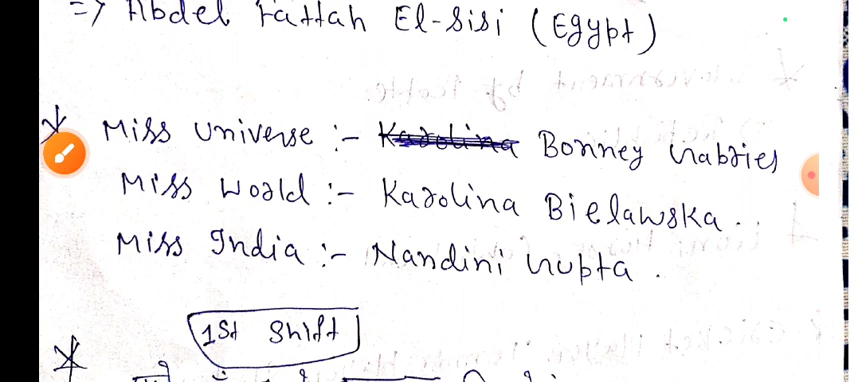 => Abdel Fattah El-Sisi (Egypt)
* Miss Universe :- Karolina Bonney Gabries
Miss World :- Karolina Bielawska.
Miss India :- Nandini Gupta.
1st Shift
*